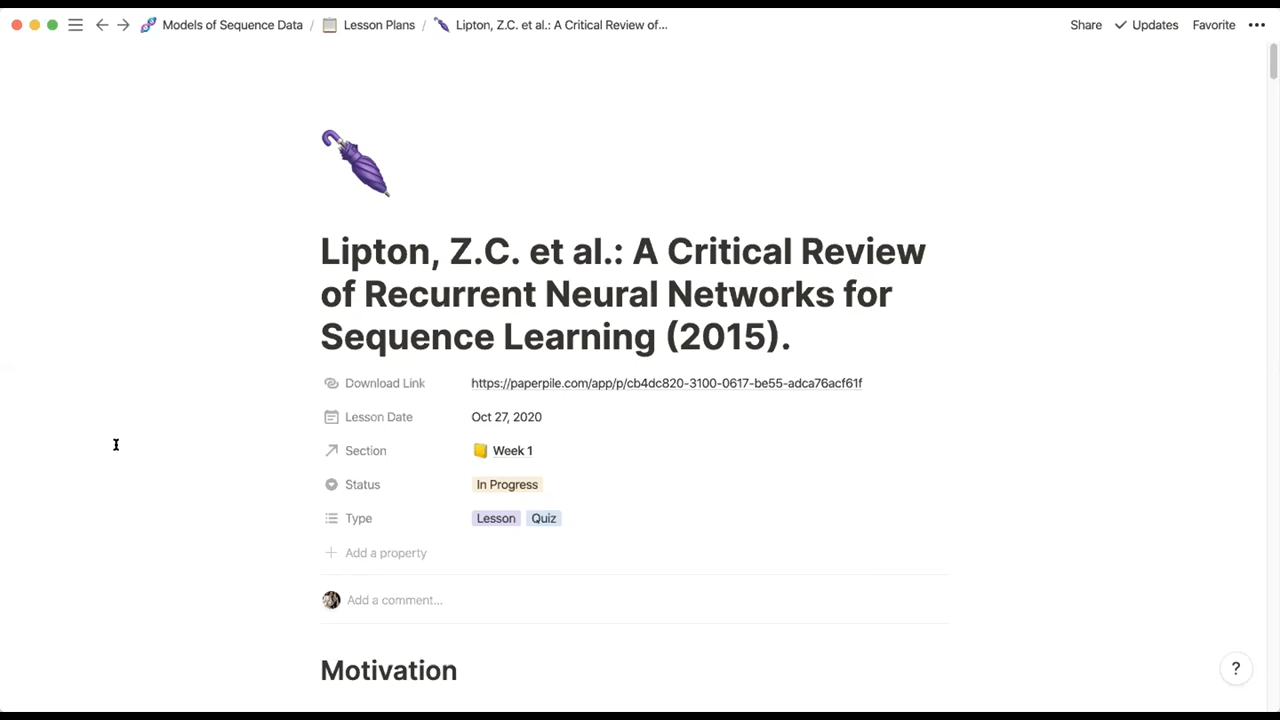 Models of Sequence Data / Lesson Plans / Lipton, Z.C. et al.: A Critical Review of... Share Updates Favorite
Lipton, Z.C. et al.: A Critical Review
of Recurrent Neural Networks for
Sequence Learning (2015).
Download Link https://paperpile.com/app/p/cb4dc820-3100-0617-be55-adca76acf61f
Lesson Date Oct 27, 2020
Section Week 1
Status In Progress
Type Lesson Quiz
Add a property
Add a comment...
Motivation
?